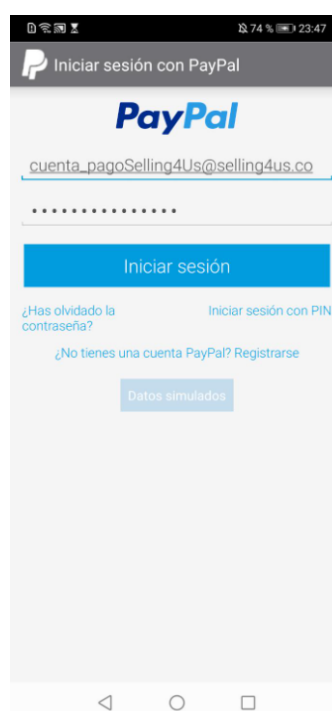 74 % 23:47
Iniciar sesión con PayPal
PayPal
cuenta_pagoSelling4Us@selling4us.co
Iniciar sesión
¿Has olvidado la
contraseña?
Iniciar sesión con PIN
¿No tienes una cuenta PayPal? Registrarse
Datos simulados